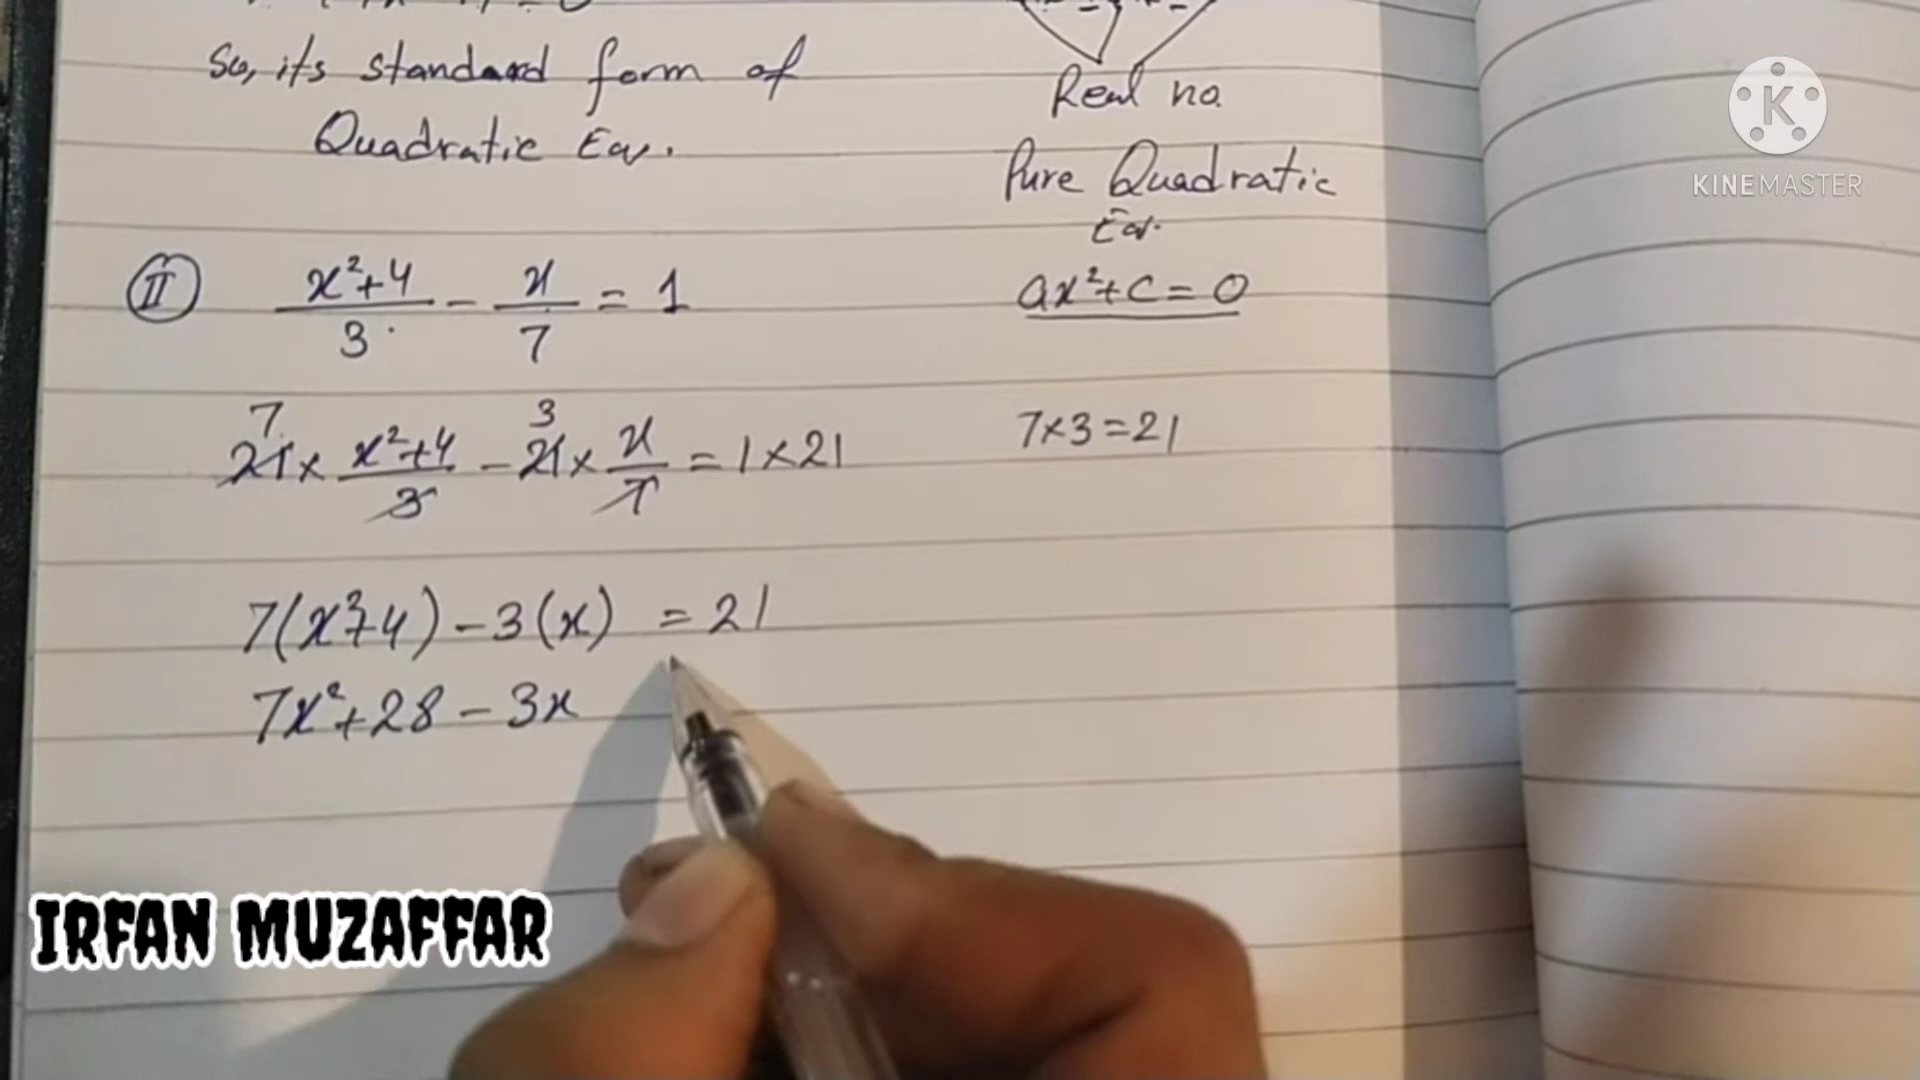 So, its standard form of
Quadratic Eq.
Real no.
Pure Quadratic
Eq.
ax²+c=0
II (x²+4)/3 - x/7 = 1
7 3
21 × (x²+4)/3 - 21 × x/7 = 1×21
7×3=21
7(x²+4) - 3(x) = 21
7x²+28 - 3x
KINEMASTER
IRFAN MUZAFFAR